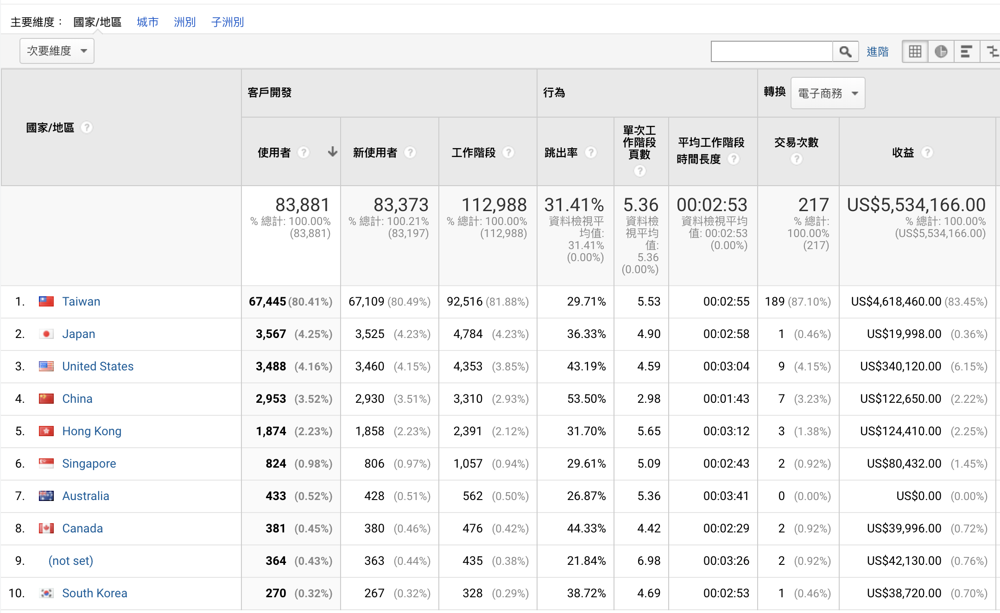 主要維度： 國家/地區 城市 洲別 子洲別
次要維度 進階
客戶開發 行為 轉換 電子商務
國家/地區 ?
使用者 ? 新使用者 ? 工作階段 ? 跳出率 ? 單次工作階段頁數 ? 平均工作階段時間長度 ? 交易次數 ? 收益 ?
83,881 83,373 112,988 31.41% 5.36 00:02:53 217 US$5,534,166.00
% 總計: 100.00% (83,881) % 總計: 100.21% (83,197) % 總計: 100.00% (112,988) 資料檢視平均值: 31.41% (0.00%) 資料檢視平均值: 5.36 (0.00%) 資料檢視平均值: 00:02:53 (0.00%) % 總計: 100.00% (217) % 總計: 100.00% (US$5,534,166.00)
1. Taiwan 67,445 (80.41%) 67,109 (80.49%) 92,516 (81.88%) 29.71% 5.53 00:02:55 189 (87.10%) US$4,618,460.00 (83.45%)
2. Japan 3,567 (4.25%) 3,525 (4.23%) 4,784 (4.23%) 36.33% 4.90 00:02:58 1 (0.46%) US$19,998.00 (0.36%)
3. United States 3,488 (4.16%) 3,460 (4.15%) 4,353 (3.85%) 43.19% 4.59 00:03:04 9 (4.15%) US$340,120.00 (6.15%)
4. China 2,953 (3.52%) 2,930 (3.51%) 3,310 (2.93%) 53.50% 2.98 00:01:43 7 (3.23%) US$122,650.00 (2.22%)
5. Hong Kong 1,874 (2.23%) 1,858 (2.23%) 2,391 (2.12%) 31.70% 5.65 00:03:12 3 (1.38%) US$124,410.00 (2.25%)
6. Singapore 824 (0.98%) 806 (0.97%) 1,057 (0.94%) 29.61% 5.09 00:02:43 2 (0.92%) US$80,432.00 (1.45%)
7. Australia 433 (0.52%) 428 (0.51%) 562 (0.50%) 26.87% 5.36 00:03:41 0 (0.00%) US$0.00 (0.00%)
8. Canada 381 (0.45%) 380 (0.46%) 476 (0.42%) 44.33% 4.42 00:02:29 2 (0.92%) US$39,996.00 (0.72%)
9. (not set) 364 (0.43%) 363 (0.44%) 435 (0.38%) 21.84% 6.98 00:03:26 2 (0.92%) US$42,130.00 (0.76%)
10. South Korea 270 (0.32%) 267 (0.32%) 328 (0.29%) 38.72% 4.69 00:02:53 1 (0.46%) US$38,720.00 (0.70%)